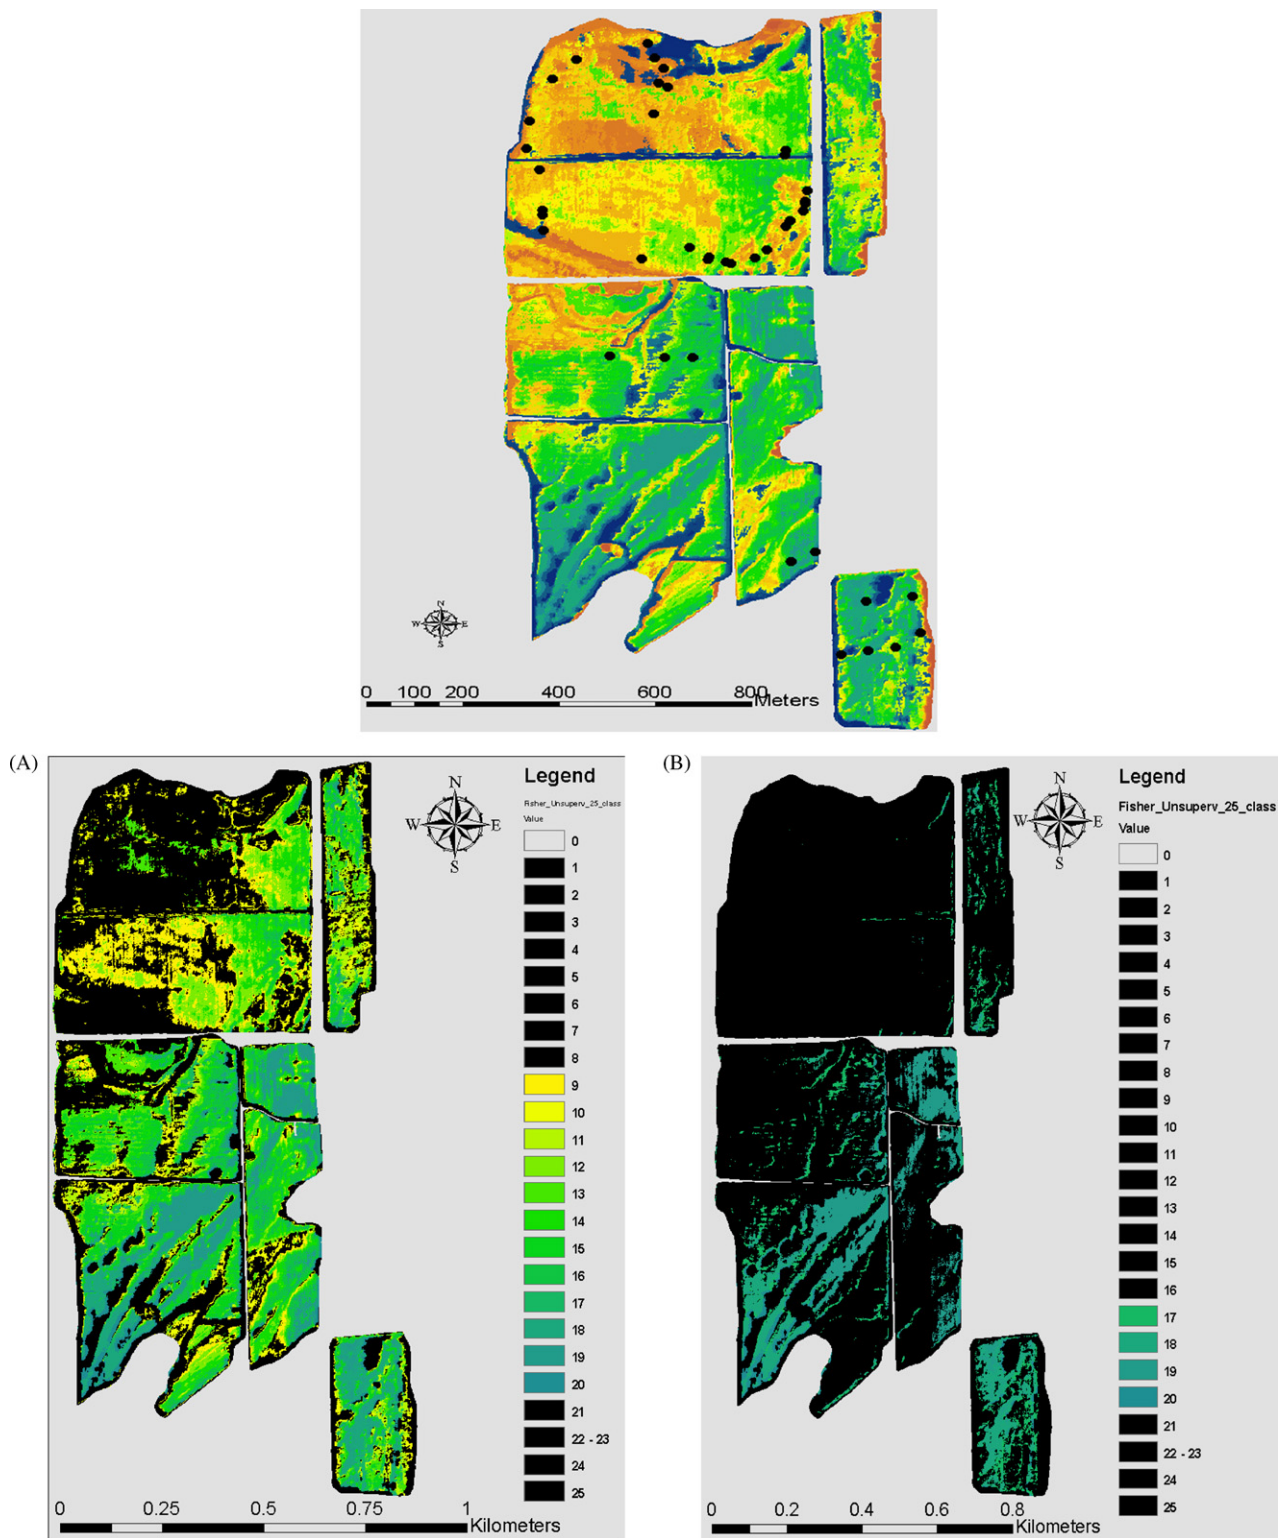 N
W E
S
0 100 200 400 600 800 Meters
(A)
Legend
Fisher_Unsuperv_25_class
Value
0
1
2
3
4
5
6
7
8
9
10
11
12
13
14
15
16
17
18
19
20
21
22 - 23
24
25
N
W E
S
0 0.25 0.5 0.75 1
Kilometers
(B)
Legend
Fisher_Unsuperv_25_class
Value
0
1
2
3
4
5
6
7
8
9
10
11
12
13
14
15
16
17
18
19
20
21
22 - 23
24
25
N
W E
S
0 0.2 0.4 0.6 0.8
Kilometers